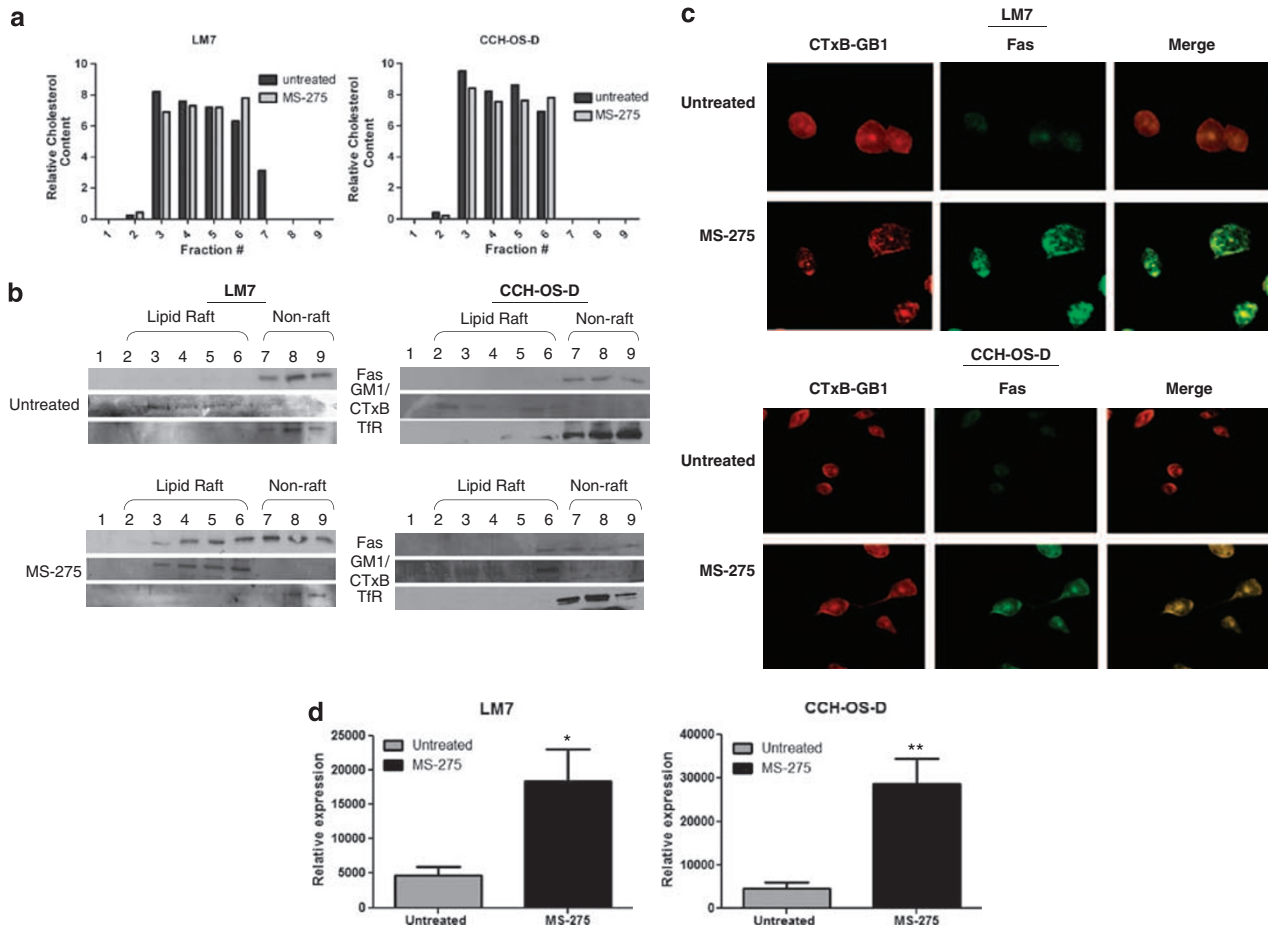 a
LM7
Relative Cholesterol
Content
10
8
6
4
2
0
untreated
MS-275
1 2 3 4 5 6 7 8 9
Fraction #
CCH-OS-D
Relative Cholesterol
Content
10
8
6
4
2
0
untreated
MS-275
1 2 3 4 5 6 7 8 9
Fraction #
b
LM7
Lipid Raft Non-raft
1 2 3 4 5 6 7 8 9
CCH-OS-D
Lipid Raft Non-raft
1 2 3 4 5 6 7 8 9
Untreated
Fas
GM1/
CTxB
TfR
Lipid Raft Non-raft
1 2 3 4 5 6 7 8 9
Lipid Raft Non-raft
1 2 3 4 5 6 7 8 9
MS-275
Fas
GM1/
CTxB
TfR
c
LM7
CTxB-GB1 Fas Merge
Untreated
MS-275
CCH-OS-D
CTxB-GB1 Fas Merge
Untreated
MS-275
d
LM7
Relative expression
25000
20000
15000
10000
5000
0
Untreated
MS-275
*
Untreated MS-275
CCH-OS-D
Relative expression
40000
30000
20000
10000
0
Untreated
MS-275
**
Untreated MS-275